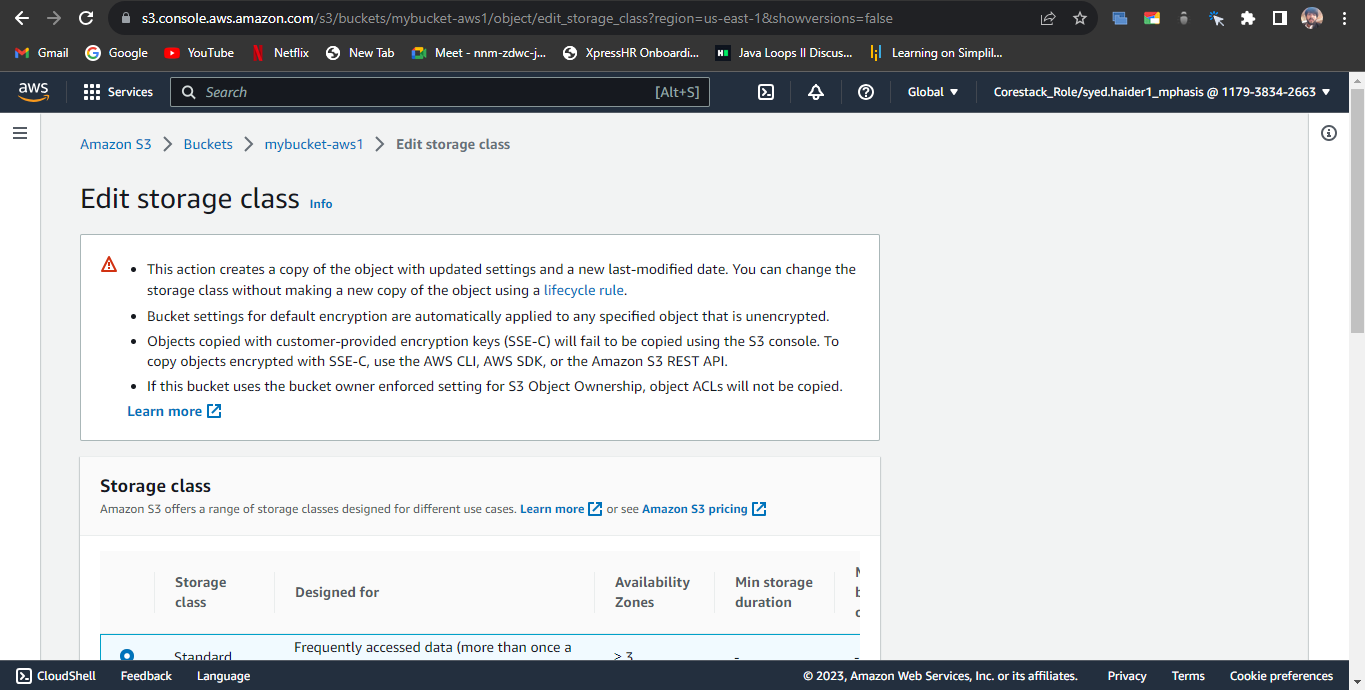 s3.console.aws.amazon.com/s3/buckets/mybucket-aws1/object/edit_storage_class?region=us-east-1&showversions=false
Gmail Google YouTube Netflix New Tab Meet - nnm-zdwc-j... XpressHR Onboardi... Java Loops II Discus... Learning on Simplil...
aws Services Search [Alt+S] Global Corestack_Role/syed.haider1_mphasis @ 1179-3834-2663
Amazon S3 > Buckets > mybucket-aws1 > Edit storage class
Edit storage class Info
• This action creates a copy of the object with updated settings and a new last-modified date. You can change the
storage class without making a new copy of the object using a lifecycle rule.
• Bucket settings for default encryption are automatically applied to any specified object that is unencrypted.
• Objects copied with customer-provided encryption keys (SSE-C) will fail to be copied using the S3 console. To
copy objects encrypted with SSE-C, use the AWS CLI, AWS SDK, or the Amazon S3 REST API.
• If this bucket uses the bucket owner enforced setting for S3 Object Ownership, object ACLs will not be copied.
Learn more
Storage class
Amazon S3 offers a range of storage classes designed for different use cases. Learn more or see Amazon S3 pricing
Storage class Designed for Availability Zones Min storage duration
Standard Frequently accessed data (more than once a ≥ 3 -
CloudShell Feedback Language © 2023, Amazon Web Services, Inc. or its affiliates. Privacy Terms Cookie preferences